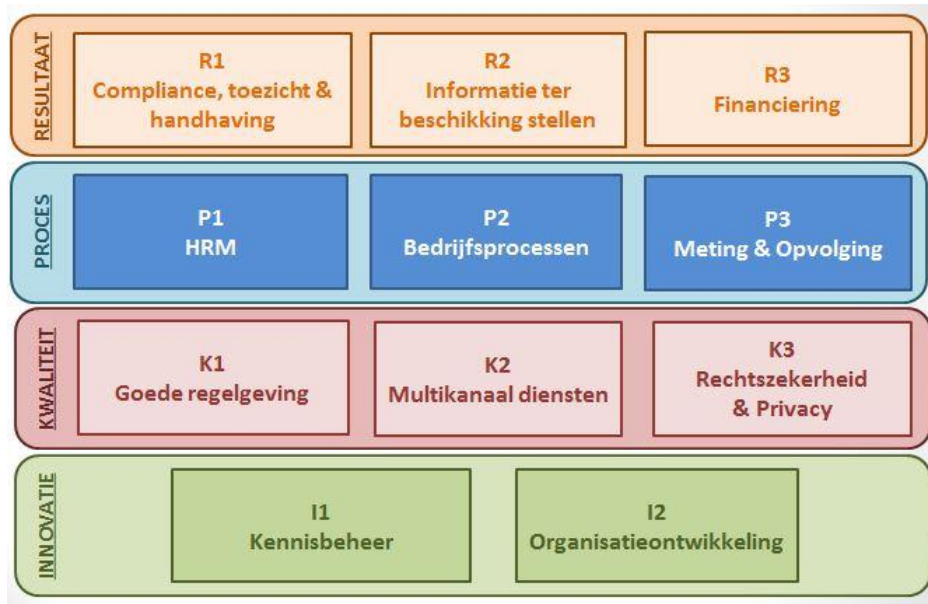 RESULTAAT
R1
Compliance, toezicht &
handhaving
R2
Informatie ter
beschikking stellen
R3
Financiering
PROCES
P1
HRM
P2
Bedrijfsprocessen
P3
Meting & Opvolging
KWALITEIT
K1
Goede regelgeving
K2
Multikanaal diensten
K3
Rechtszekerheid
& Privacy
INNOVATIE
I1
Kennisbeheer
I2
Organisatieontwikkeling